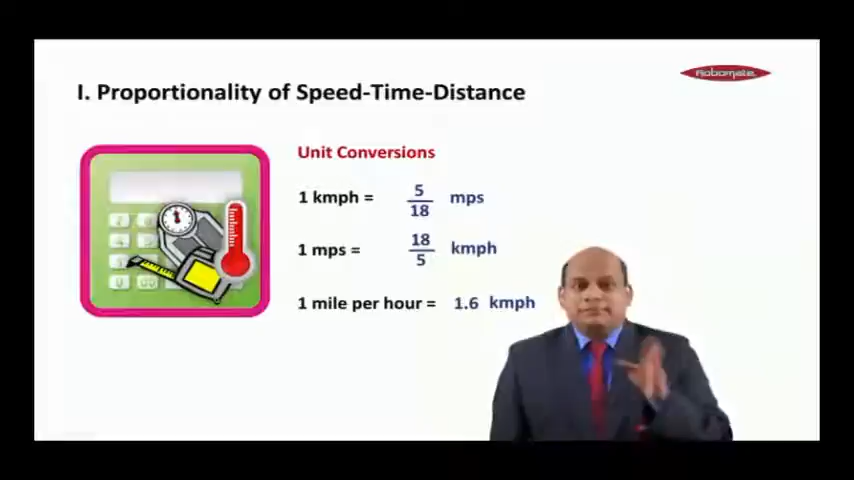 I. Proportionality of Speed-Time-Distance
Robomate
Unit Conversions
1 kmph = 5/18 mps
1 mps = 18/5 kmph
1 mile per hour = 1.6 kmph